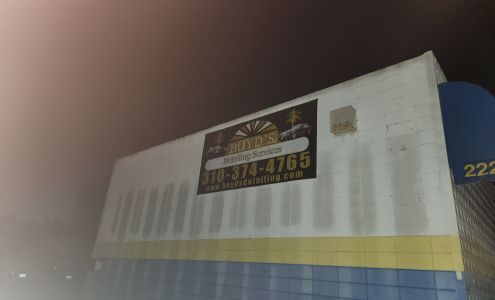 BOYD'S
Detailing Services
310-374-4765
www.boydsdetailing.com
222